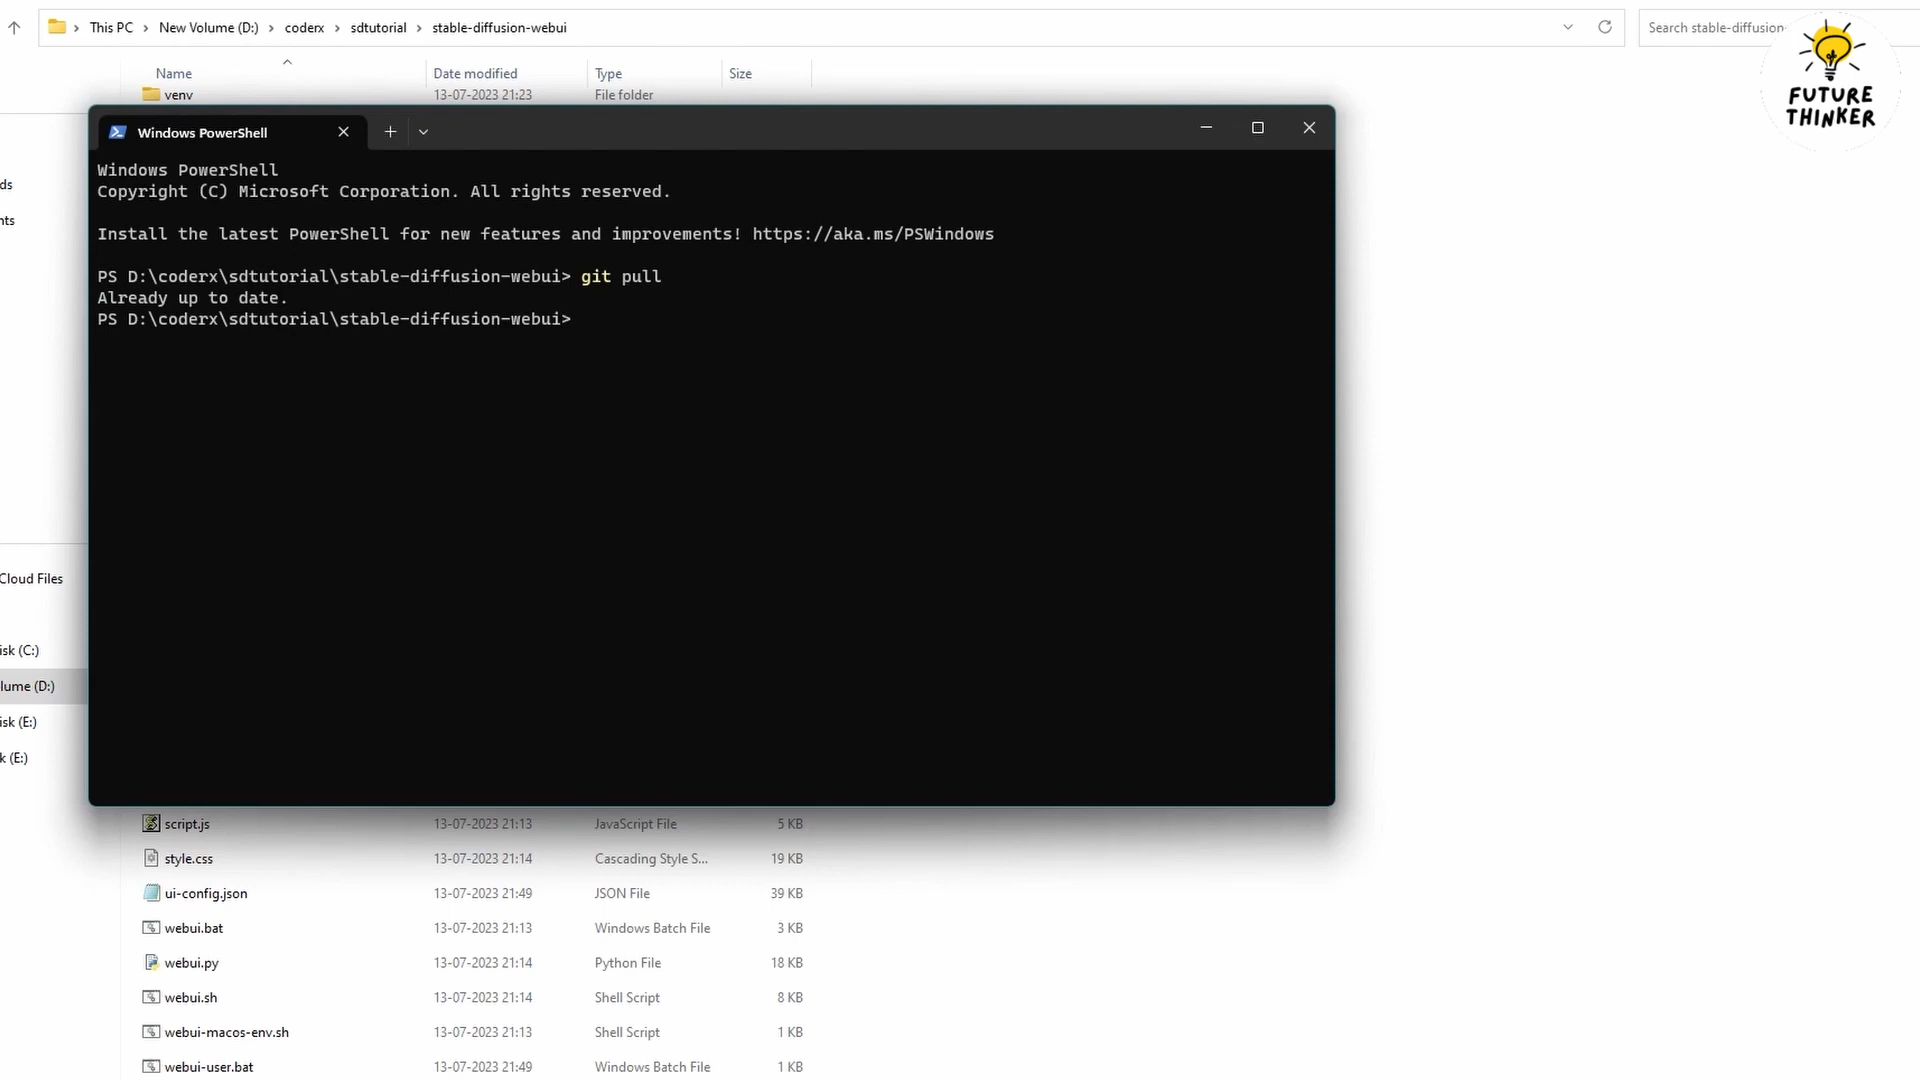 This PC > New Volume (D:) > coderx > sdtutorial > stable-diffusion-webui
Search stable-diffusion-
FUTURE
THINKER
Name Date modified Type Size
venv 13-07-2023 21:23 File folder
Windows PowerShell
Windows PowerShell
Copyright (C) Microsoft Corporation. All rights reserved.
Install the latest PowerShell for new features and improvements! https://aka.ms/PSWindows
PS D:\coderx\sdtutorial\stable-diffusion-webui> git pull
Already up to date.
PS D:\coderx\sdtutorial\stable-diffusion-webui>
ds
nts
Cloud Files
isk (C:)
lume (D:)
isk (E:)
k (E:)
script.js 13-07-2023 21:13 JavaScript File 5 KB
style.css 13-07-2023 21:14 Cascading Style S... 19 KB
ui-config.json 13-07-2023 21:49 JSON File 39 KB
webui.bat 13-07-2023 21:13 Windows Batch File 3 KB
webui.py 13-07-2023 21:14 Python File 18 KB
webui.sh 13-07-2023 21:14 Shell Script 8 KB
webui-macos-env.sh 13-07-2023 21:13 Shell Script 1 KB
webui-user.bat 13-07-2023 21:49 Windows Batch File 1 KB